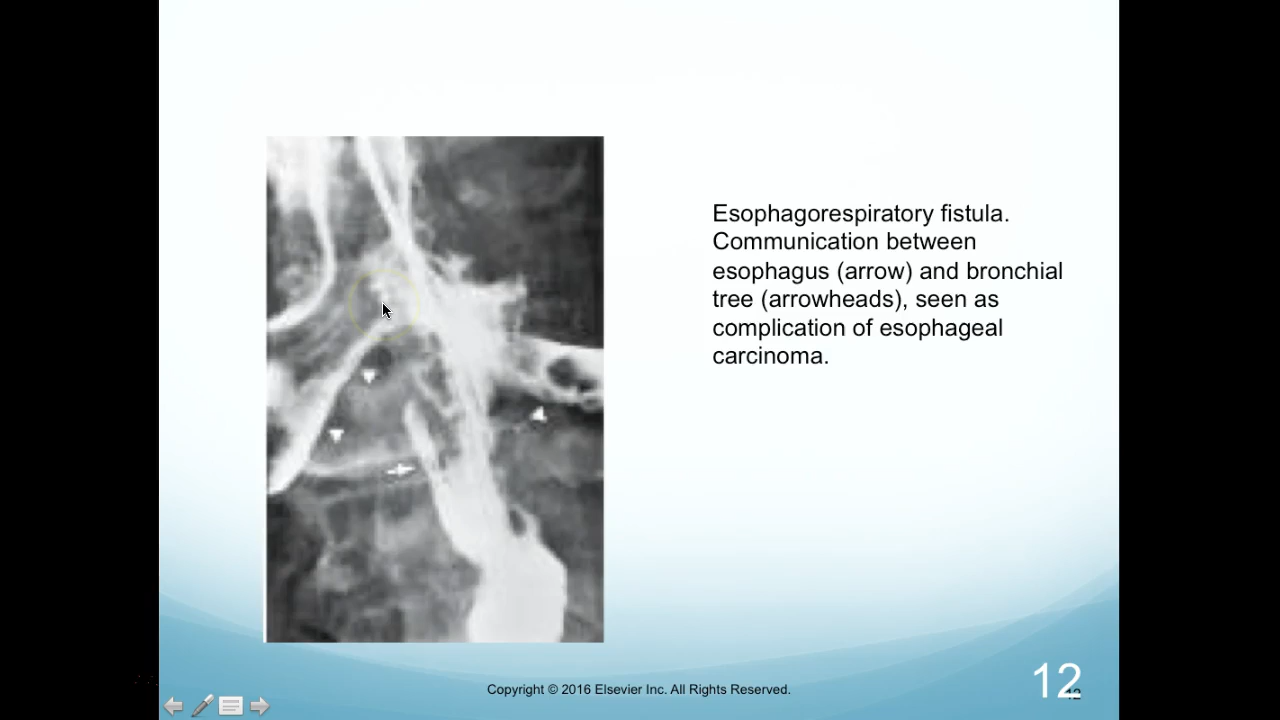 Esophagorespiratory fistula.
Communication between
esophagus (arrow) and bronchial
tree (arrowheads), seen as
complication of esophageal
carcinoma.
Copyright © 2016 Elsevier Inc. All Rights Reserved.
12
12